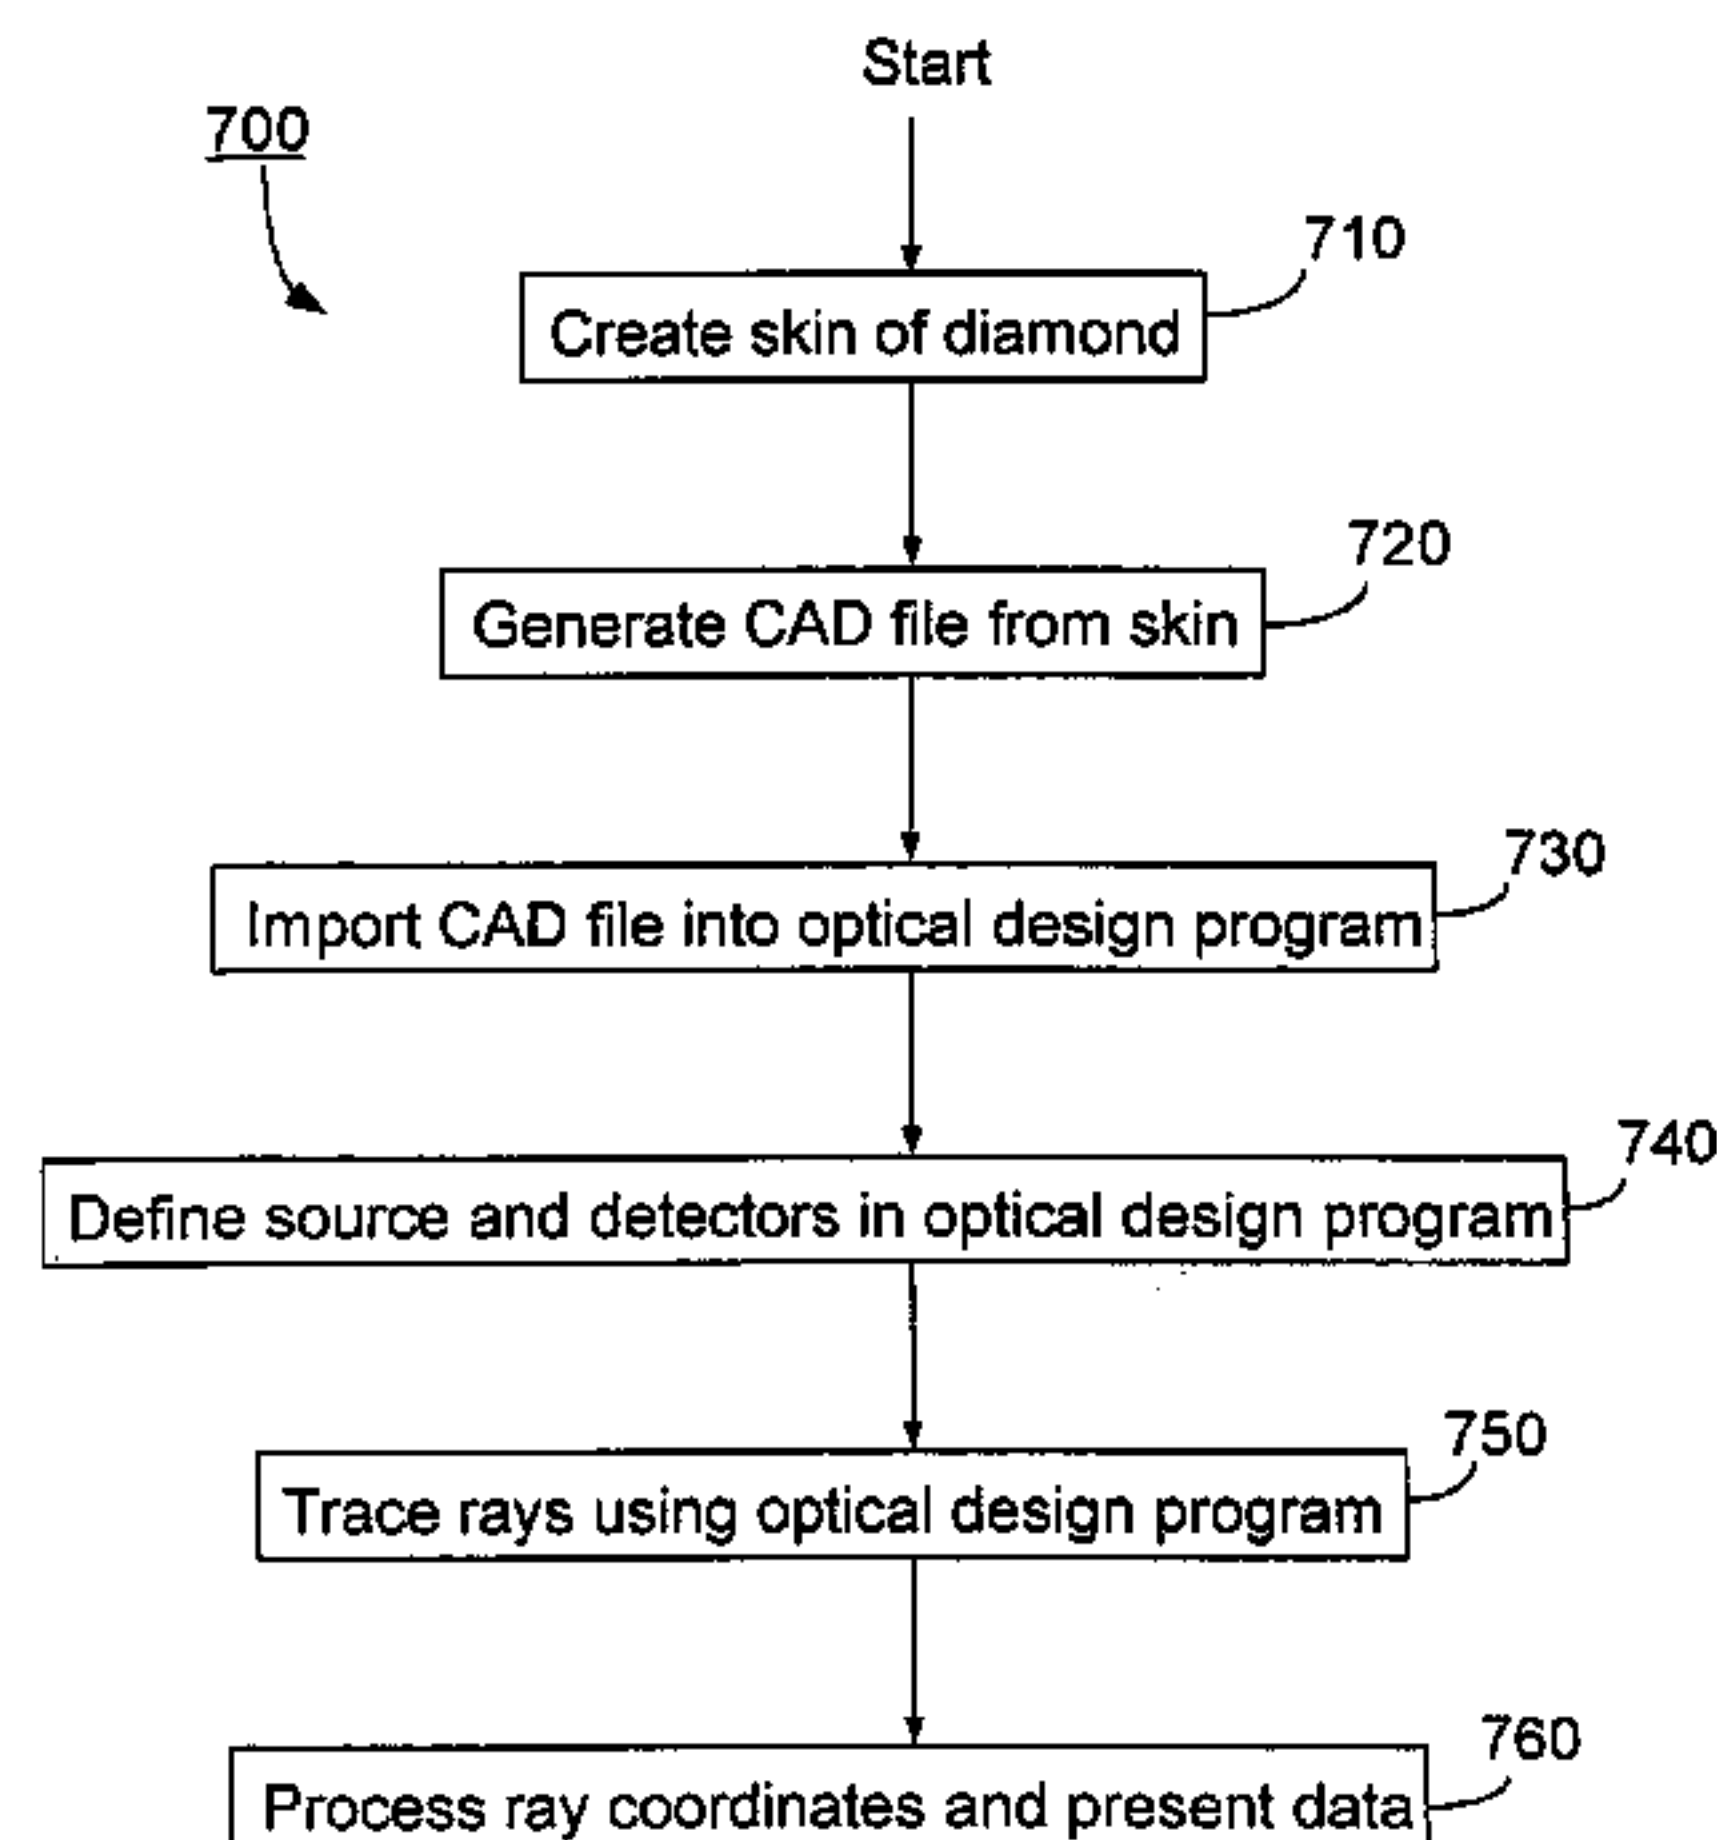 Start
700
710
Create skin of diamond
720
Generate CAD file from skin
730
Import CAD file into optical design program
740
Define source and detectors in optical design program
750
Trace rays using optical design program
760
Process ray coordinates and present data